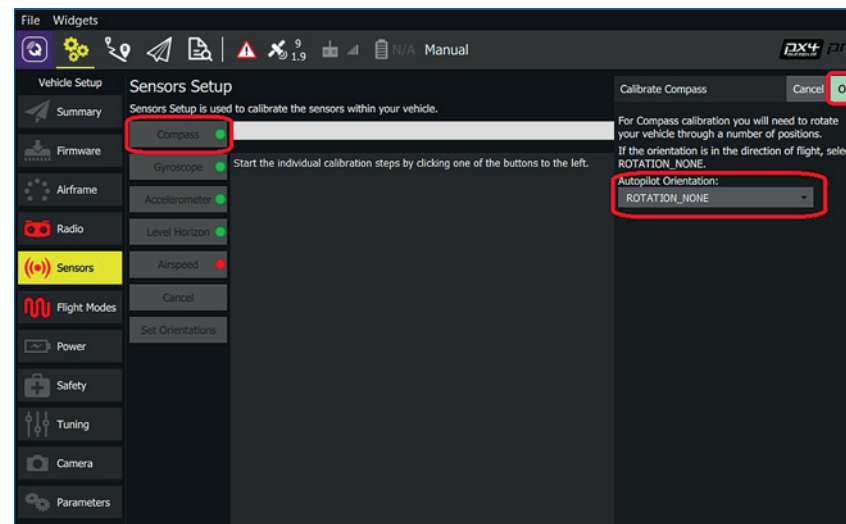 File Widgets
9
1.9
N/A Manual
px4
Vehicle Setup
Summary
Firmware
Airframe
Radio
Sensors
Flight Modes
Power
Safety
Tuning
Camera
Parameters
Sensors Setup
Sensors Setup is used to calibrate the sensors within your vehicle.
Compass
Gyroscope
Accelerometer
Level Horizon
Airspeed
Cancel
Set Orientations
Start the individual calibration steps by clicking one of the buttons to the left.
Calibrate Compass Cancel O
For Compass calibration you will need to rotate
your vehicle through a number of positions.
If the orientation is in the direction of flight, sele
ROTATION_NONE.
Autopilot Orientation:
ROTATION_NONE